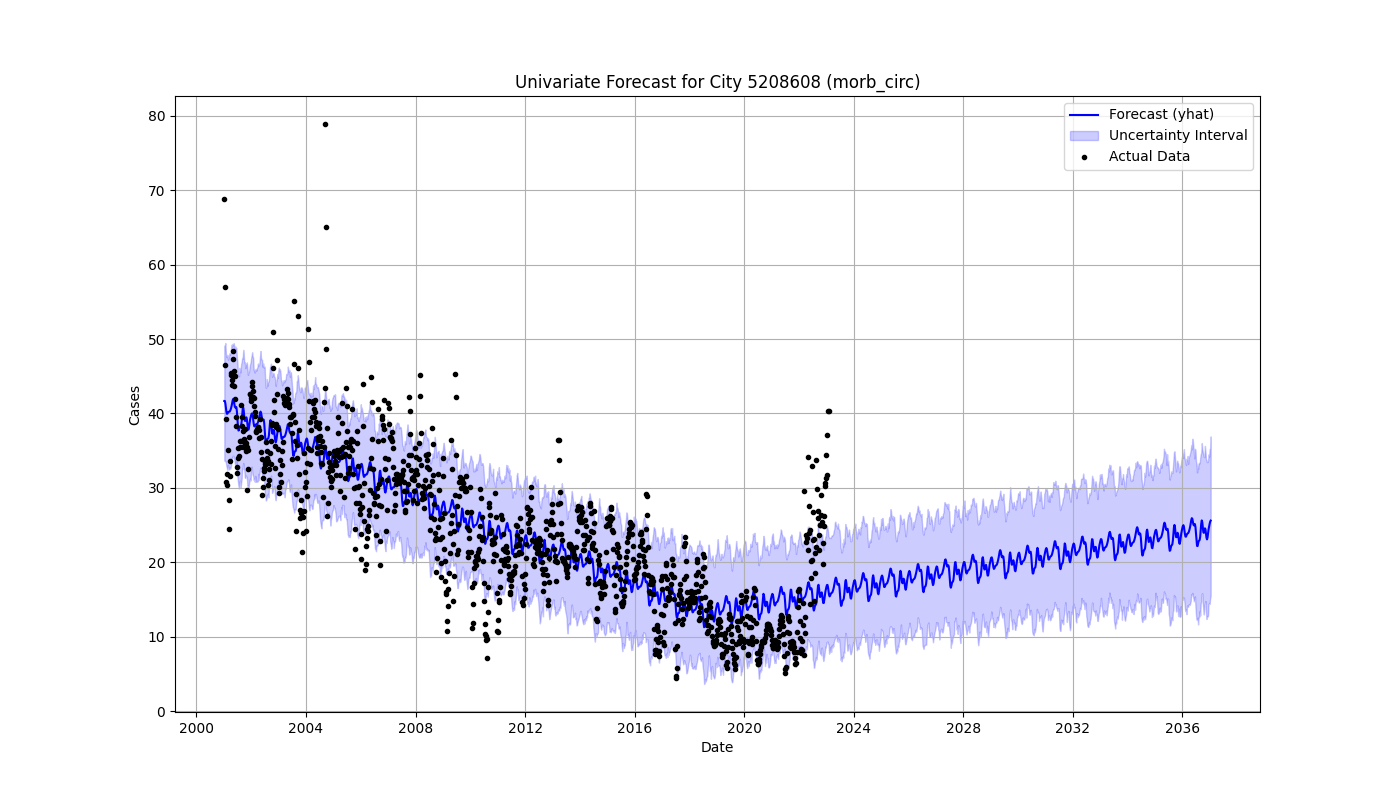 Univariate Forecast for City 5208608 (morb_circ)
Forecast (yhat)
Uncertainty Interval
Actual Data
Cases
80
70
60
50
40
30
20
10
0
2000 2004 2008 2012 2016 2020 2024 2028 2032 2036
Date